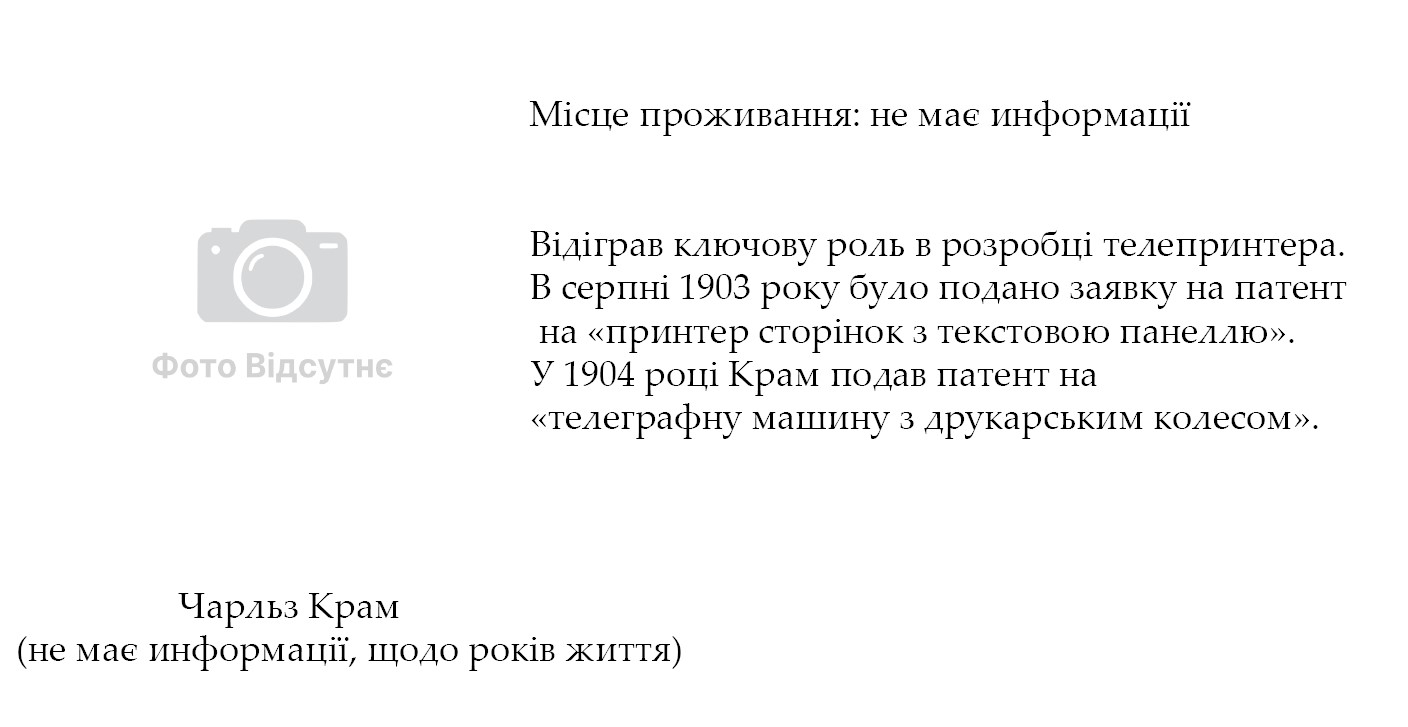 Місце проживання: не має информації
Відіграв ключову роль в розробці телепринтера.
В серпні 1903 року було подано заявку на патент
на «принтер сторінок з текстовою панеллю».
У 1904 році Крам подав патент на
«телеграфну машину з друкарським колесом».
Фото Відсутнє
Чарльз Крам
(не має информації, щодо років життя)